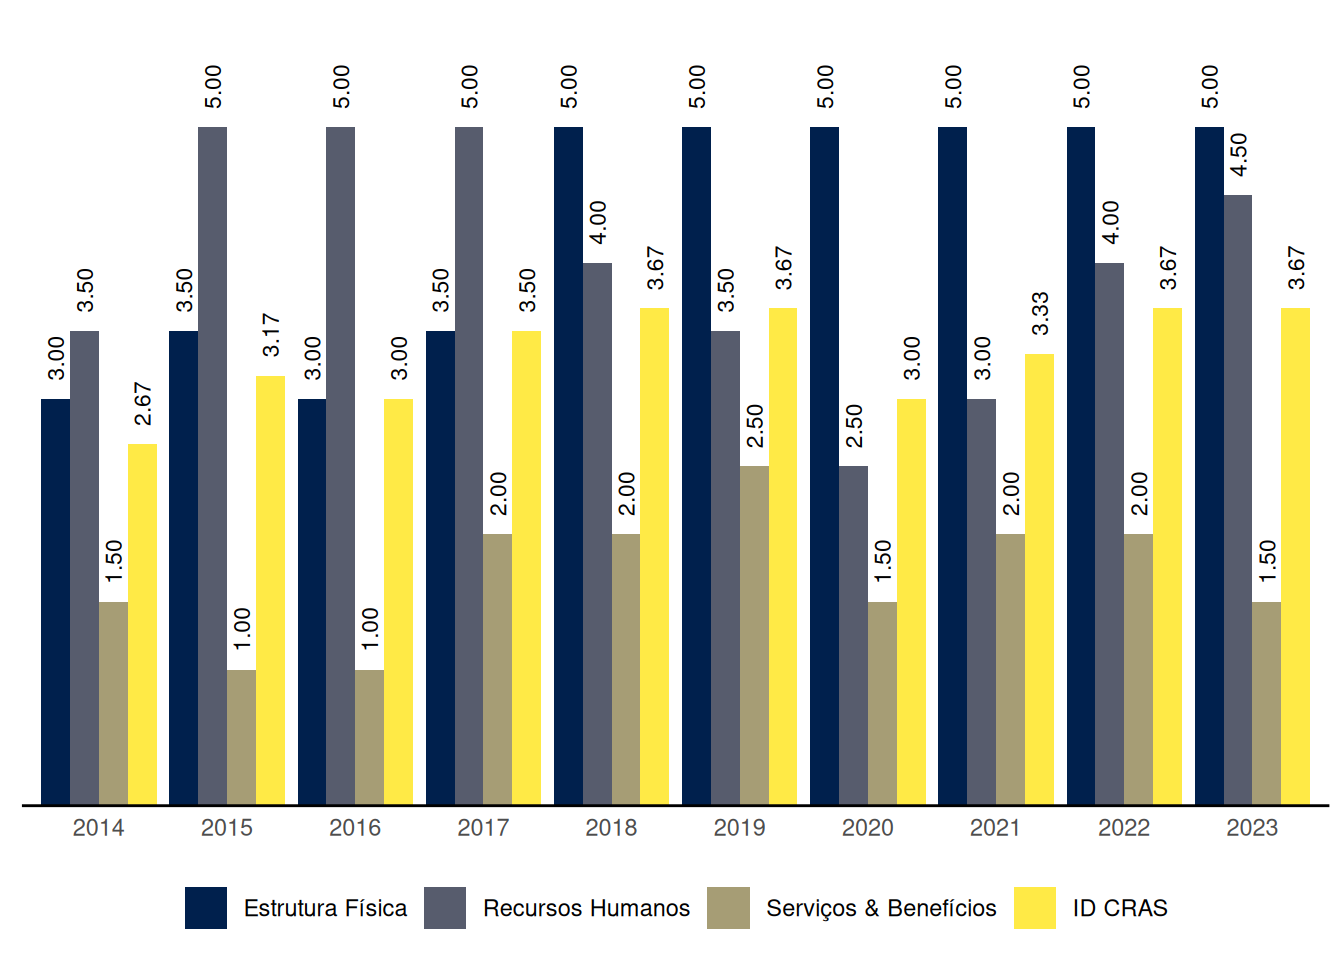 3.00 3.50 1.50 2.67
3.50 5.00 1.00 3.17
3.00 5.00 1.00 3.00
3.50 5.00 2.00 3.50
5.00 4.00 2.00 3.67
5.00 3.50 2.50 3.67
5.00 2.50 1.50 3.00
5.00 3.00 2.00 3.33
5.00 4.00 2.00 3.67
5.00 4.50 1.50 3.67
2014 2015 2016 2017 2018 2019 2020 2021 2022 2023
Estrutura Física Recursos Humanos Serviços & Benefícios ID CRAS